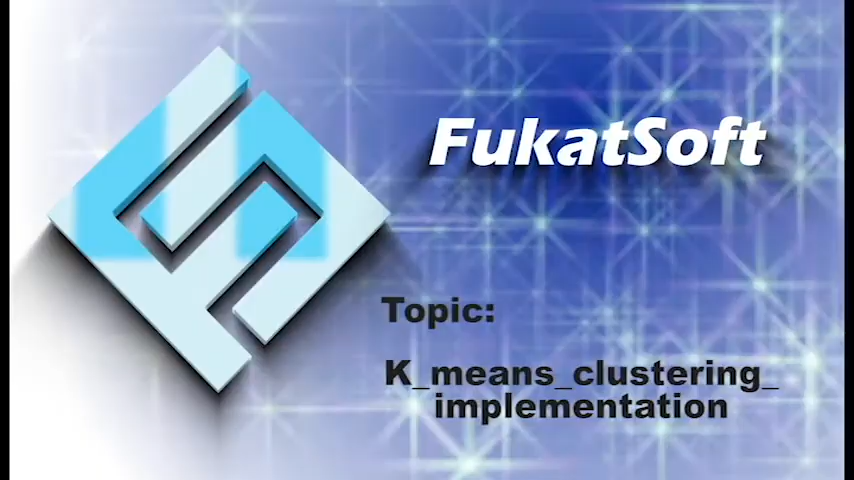 FukatSoft
Topic:
K_means_clustering_
implementation